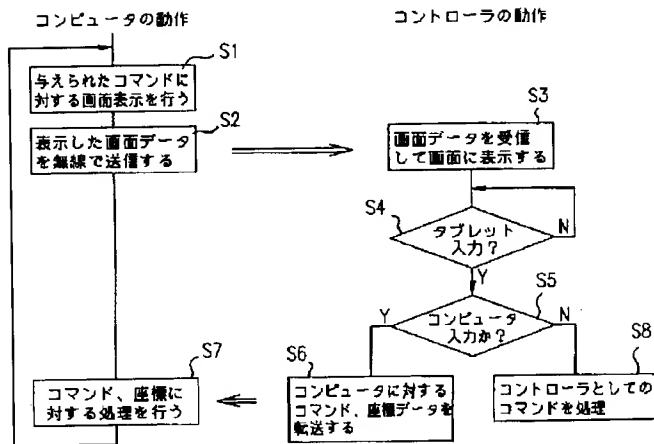 コンピュータの動作
コントローラの動作
S1
与えられたコマンドに
対する画面表示を行う
S2
表示した画面データ
を無線で送信する
S3
画面データを受信
して画面に表示する
S4
タブレット
入力?
N
Y
S5
コンピュータ
入力か?
Y
N
S6
コンピュータに対する
コマンド、座標データを
転送する
S7
コマンド、座標に
対する処理を行う
S8
コントローラとしての
コマンドを処理